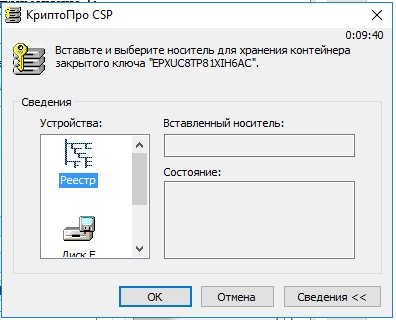 КриптоПро CSP
0:09:40
Вставьте и выберите носитель для хранения контейнера
закрытого ключа "EPXUC8TP81XIH6AC".
Сведения
Устройства:
Вставленный носитель:
Реестр
Состояние:
Диск E
OK
Отмена
Сведения <<